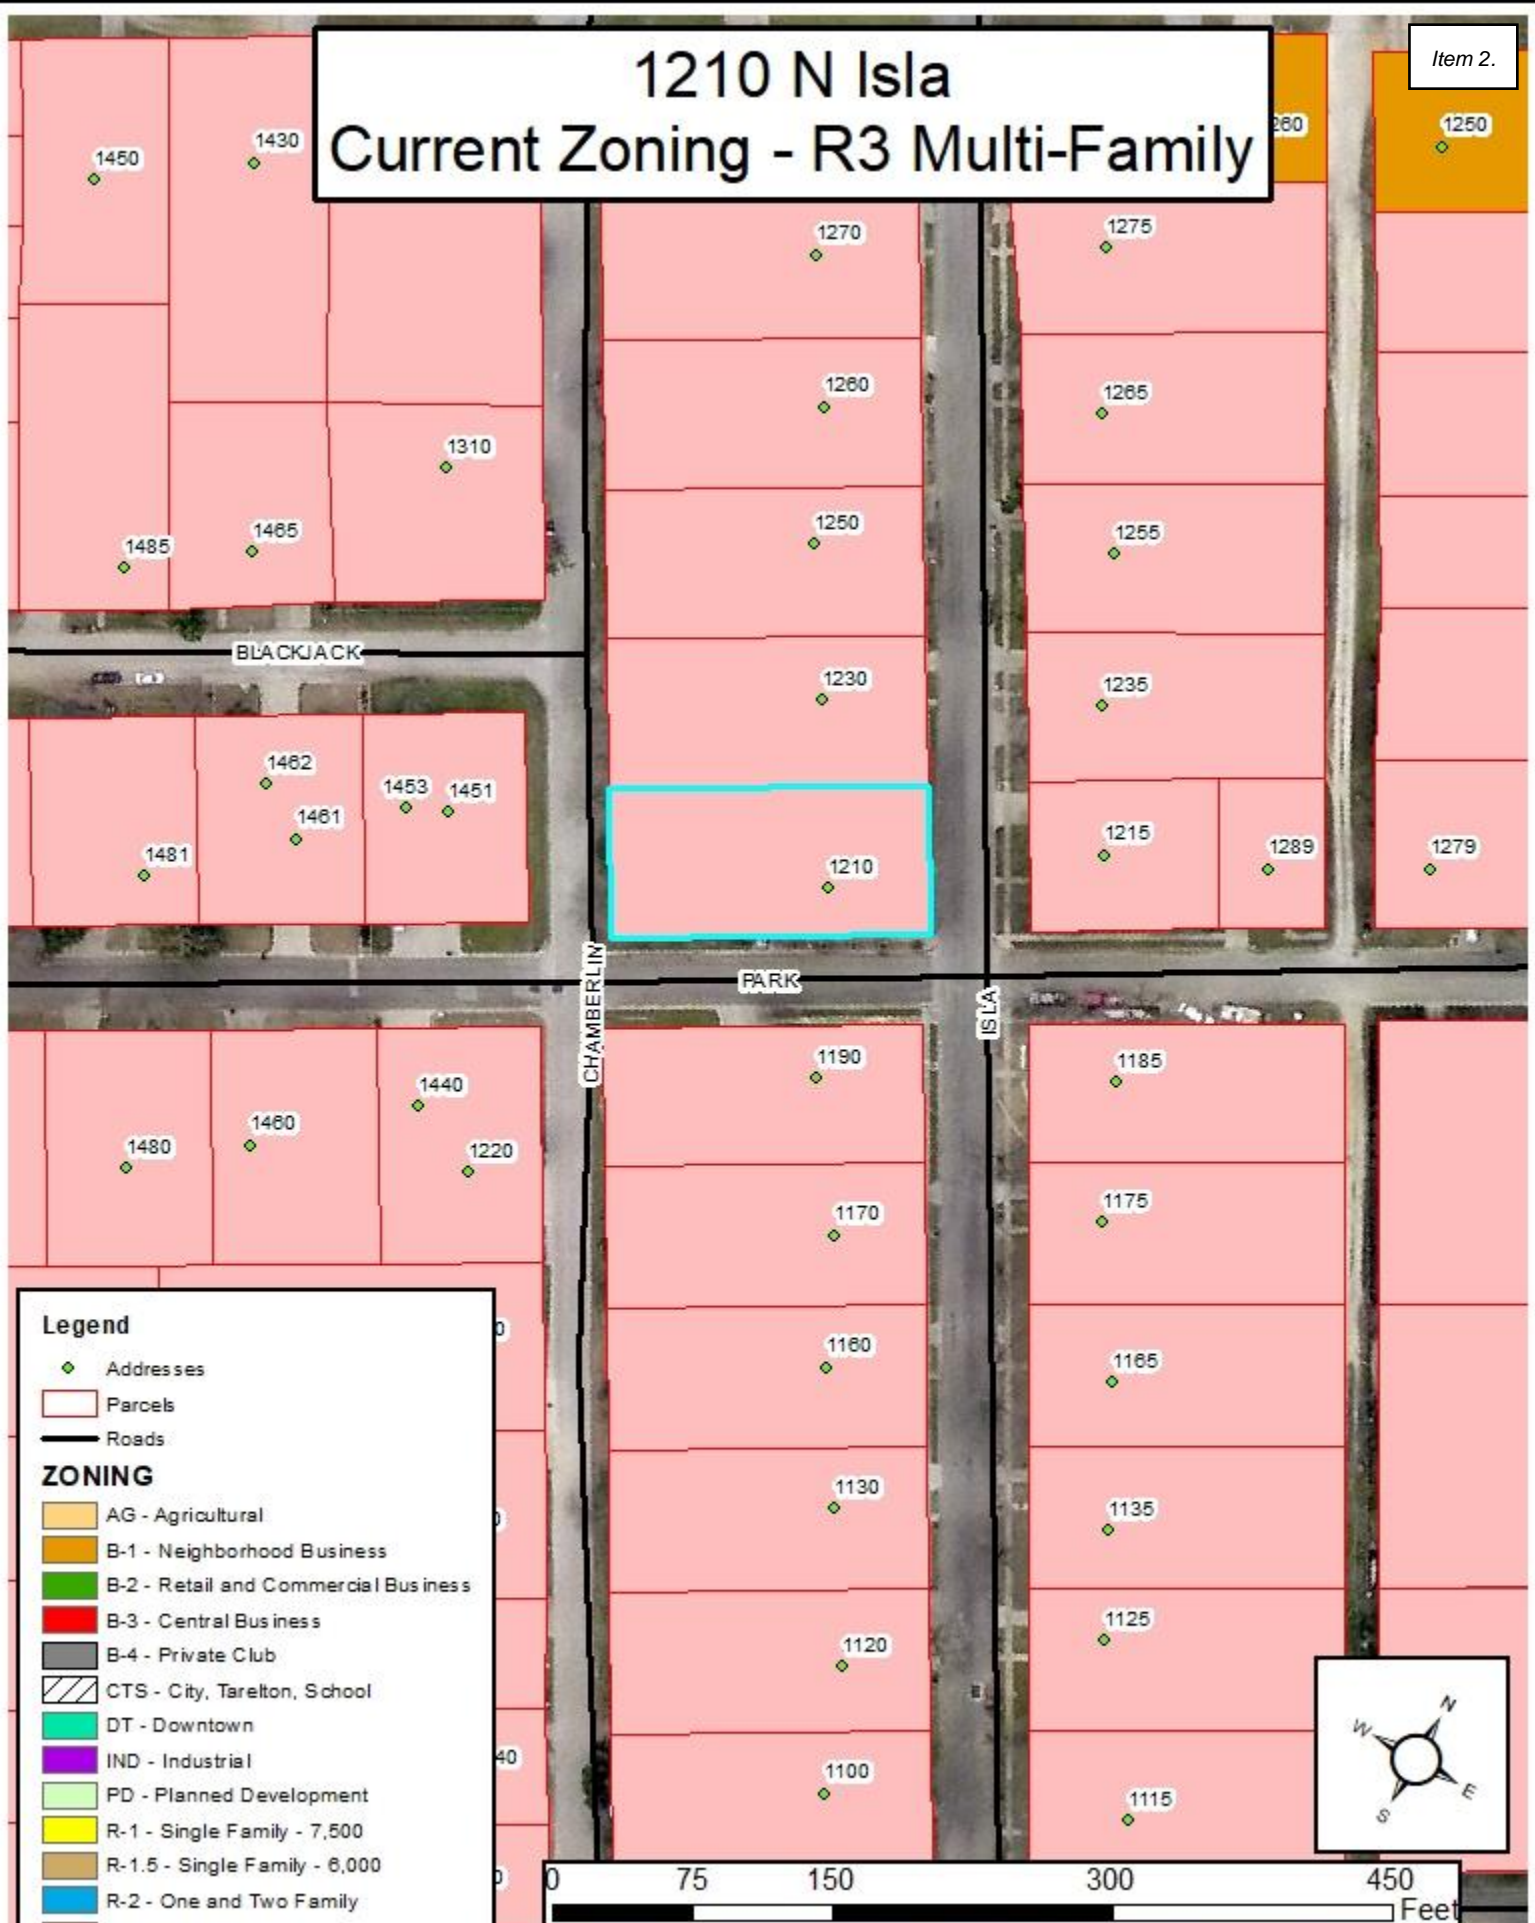 Item 2.
1210 N Isla
Current Zoning - R3 Multi-Family
1450
1430
1250
1270
1275
1260
1265
1310
1250
1255
1465
1485
BLACKJACK
1230
1235
1462
1453
1451
1461
1481
1210
1215
1289
1279
CHAMBERLIN
PARK
ISLA
1190
1185
1440
1460
1480
1220
1170
1175
1160
1165
1130
1135
1120
1125
1100
1115
40
Legend
Addresses
Parcels
Roads
ZONING
AG - Agricultural
B-1 - Neighborhood Business
B-2 - Retail and Commercial Business
B-3 - Central Business
B-4 - Private Club
CTS - City, Tarelton, School
DT - Downtown
IND - Industrial
PD - Planned Development
R-1 - Single Family - 7,500
R-1.5 - Single Family - 6,000
R-2 - One and Two Family
N
W
E
S
0 75 150 300 450
Feet